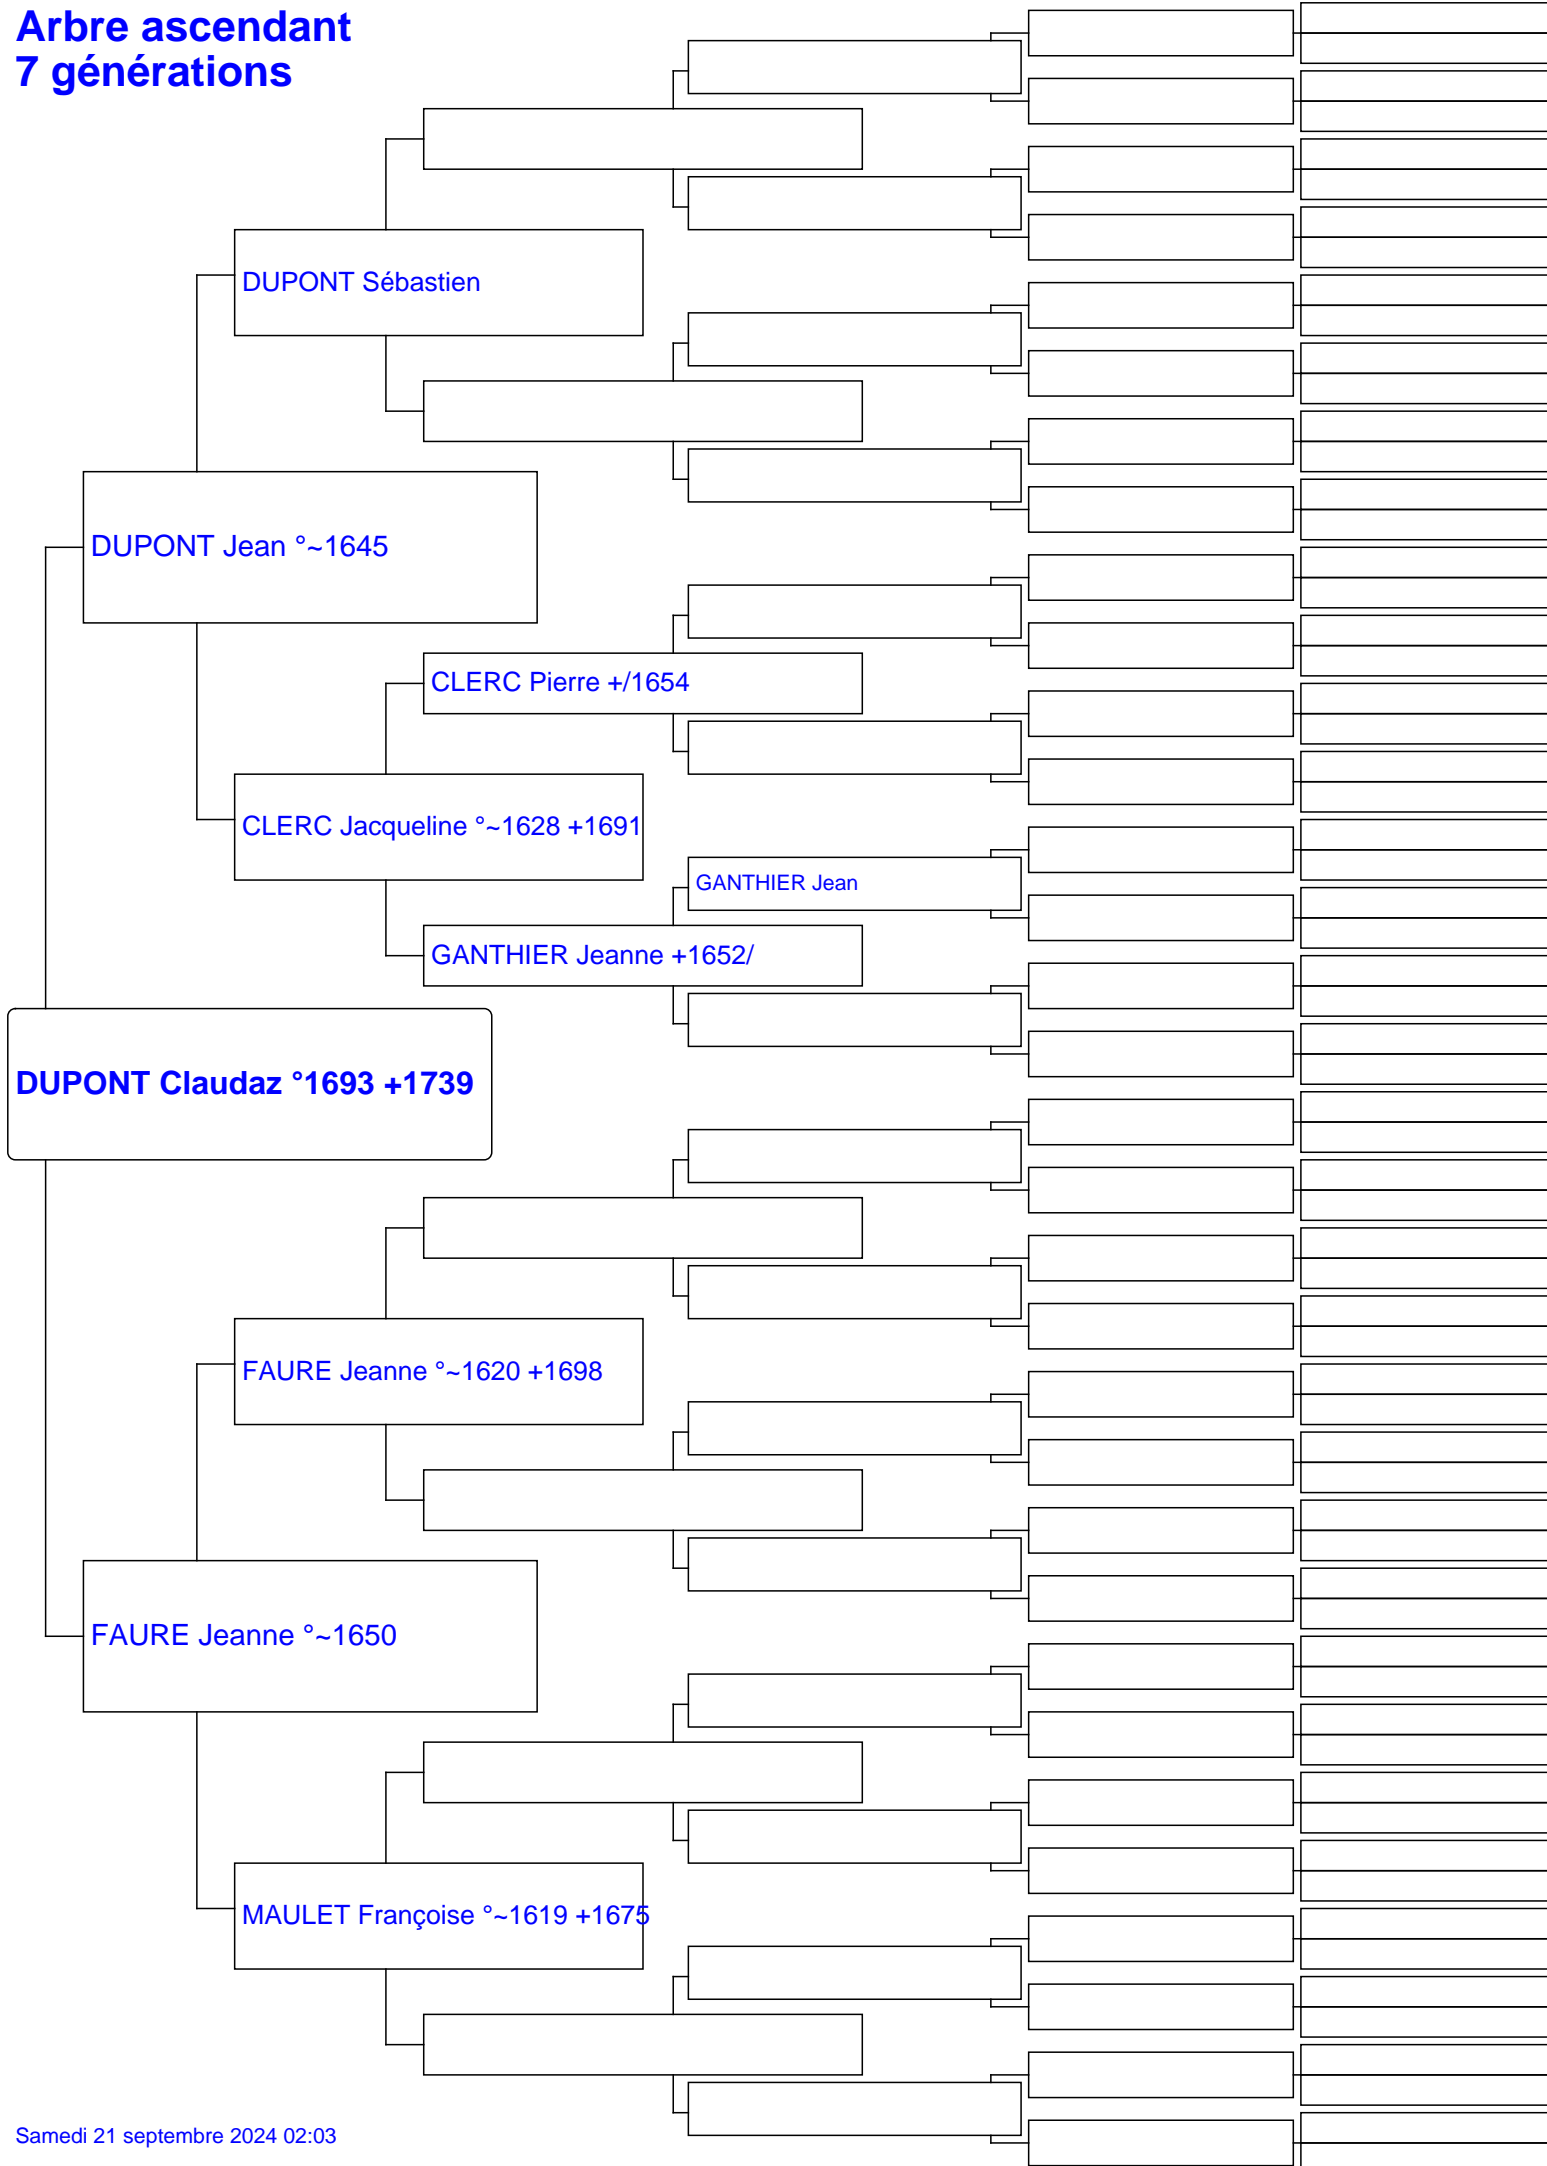 Arbre ascendant
7 générations
DUPONT Sébastien
DUPONT Jean °~1645
CLERC Pierre +/1654
CLERC Jacqueline °~1628 +1691
GANTHIER Jean
GANTHIER Jeanne +1652/
DUPONT Claudaz °1693 +1739
FAURE Jeanne °~1620 +1698
FAURE Jeanne °~1650
MAULET Françoise °~1619 +1675
Samedi 21 septembre 2024 02:03